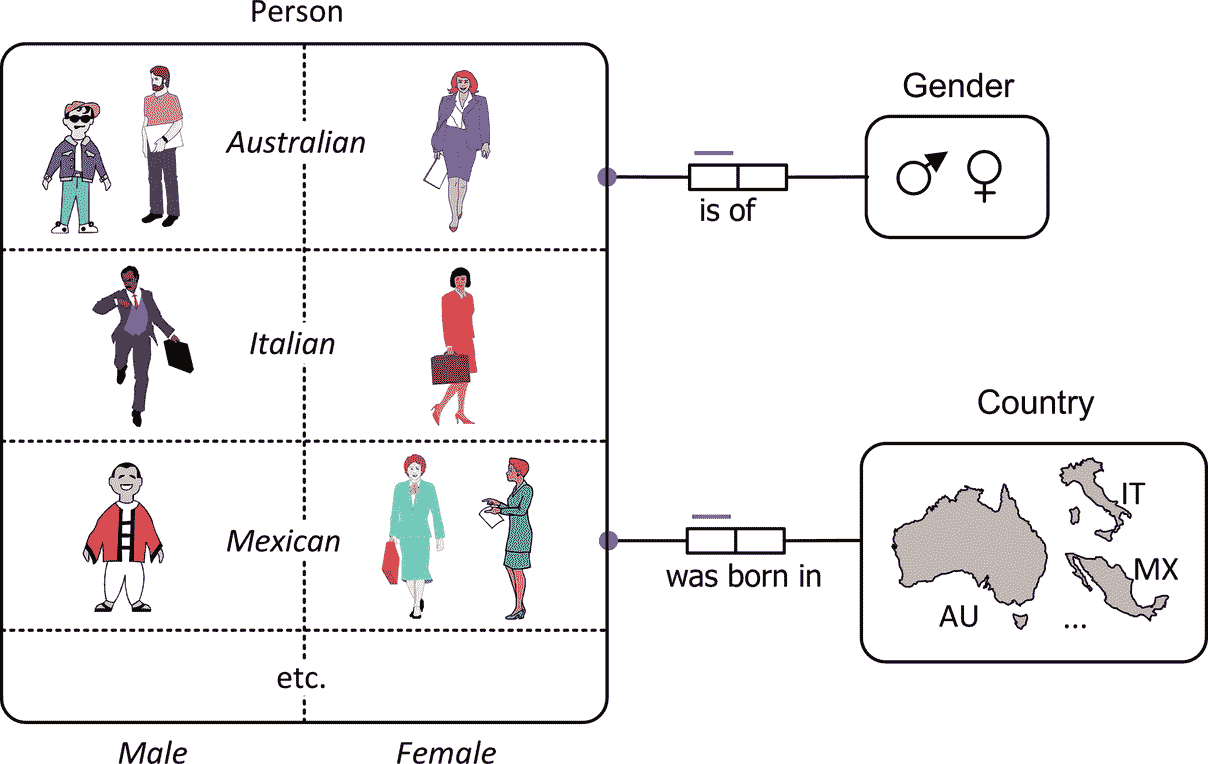 Person
Gender
Australian
is of
Italian
Country
IT
Mexican
was born in
MX
AU
...
etc.
Male
Female